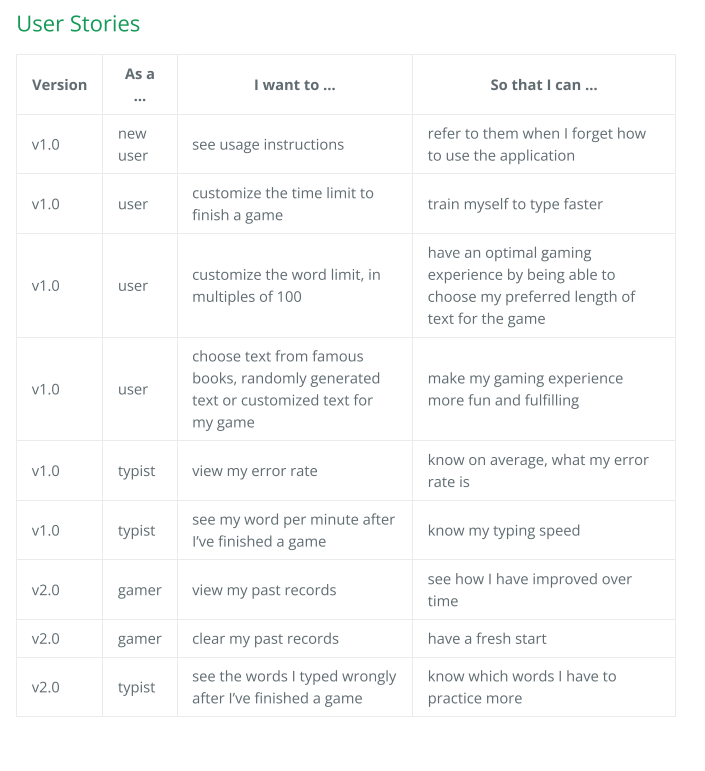 User Stories
Version
As a
...
I want to ...
So that I can ...
v1.0
new
user
see usage instructions
refer to them when I forget how
to use the application
v1.0
user
customize the time limit to
finish a game
train myself to type faster
v1.0
user
customize the word limit, in
multiples of 100
have an optimal gaming
experience by being able to
choose my preferred length of
text for the game
v1.0
user
choose text from famous
books, randomly generated
text or customized text for
my game
make my gaming experience
more fun and fulfilling
v1.0
typist
view my error rate
know on average, what my error
rate is
v1.0
typist
see my word per minute after
I’ve finished a game
know my typing speed
v2.0
gamer
view my past records
see how I have improved over
time
v2.0
gamer
clear my past records
have a fresh start
v2.0
typist
see the words I typed wrongly
after I’ve finished a game
know which words I have to
practice more